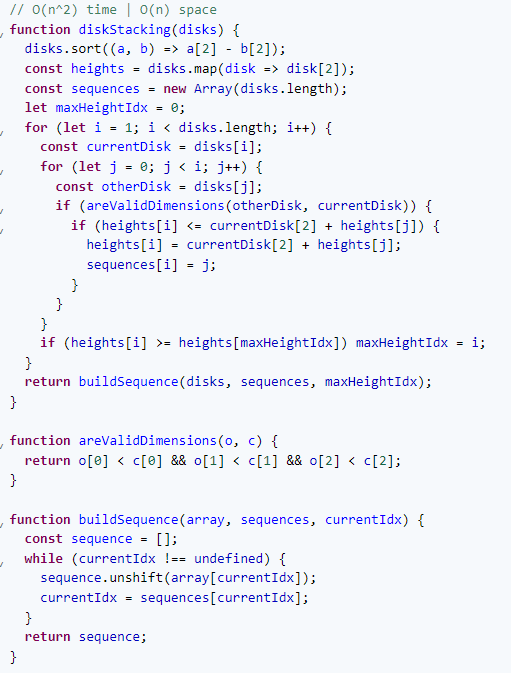 // O(n^2) time | O(n) space
function diskStacking(disks) {
  disks.sort((a, b) => a[2] - b[2]);
  const heights = disks.map(disk => disk[2]);
  const sequences = new Array(disks.length);
  let maxHeightIdx = 0;
  for (let i = 1; i < disks.length; i++) {
    const currentDisk = disks[i];
    for (let j = 0; j < i; j++) {
      const otherDisk = disks[j];
      if (areValidDimensions(otherDisk, currentDisk)) {
        if (heights[i] <= currentDisk[2] + heights[j]) {
          heights[i] = currentDisk[2] + heights[j];
          sequences[i] = j;
        }
      }
    }
    if (heights[i] >= heights[maxHeightIdx]) maxHeightIdx = i;
  }
  return buildSequence(disks, sequences, maxHeightIdx);
}

function areValidDimensions(o, c) {
  return o[0] < c[0] && o[1] < c[1] && o[2] < c[2];
}

function buildSequence(array, sequences, currentIdx) {
  const sequence = [];
  while (currentIdx !== undefined) {
    sequence.unshift(array[currentIdx]);
    currentIdx = sequences[currentIdx];
  }
  return sequence;
}